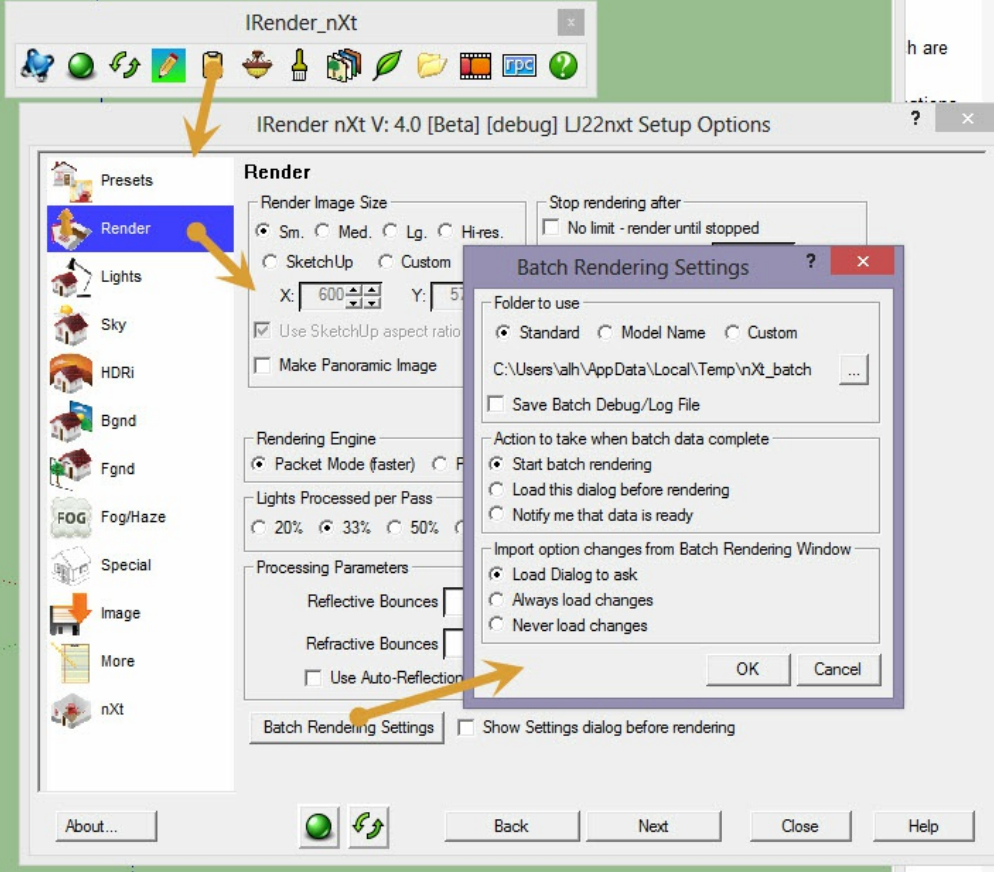 IRender_nXt
x
rpc
?
h are
IRender nXt V: 4.0 [Beta] [debug] LJ22nxt Setup Options
? ×
Presets
Render
Lights
Sky
HDRi
Bgnd
Fgnd
FOG Fog/Haze
Special
Image
More
nXt
Render
Render Image Size
Sm. Med. Lg. Hi-res.
SketchUp Custom
X: 600 Y: 57
Use SketchUp aspect ratio
Make Panoramic Image
Stop rendering after
No limit - render until stopped
Rendering Engine
Packet Mode (faster)
Lights Processed per Pass
20% 33% 50%
Processing Parameters
Reflective Bounces
Refractive Bounces
Use Auto-Reflection
Batch Rendering Settings
Show Settings dialog before rendering
Batch Rendering Settings
? ×
Folder to use
Standard Model Name Custom
C:\Users\alh\AppData\Local\Temp\nXt_batch ...
Save Batch Debug/Log File
Action to take when batch data complete
Start batch rendering
Load this dialog before rendering
Notify me that data is ready
Import option changes from Batch Rendering Window
Load Dialog to ask
Always load changes
Never load changes
OK Cancel
About... Back Next Close Help